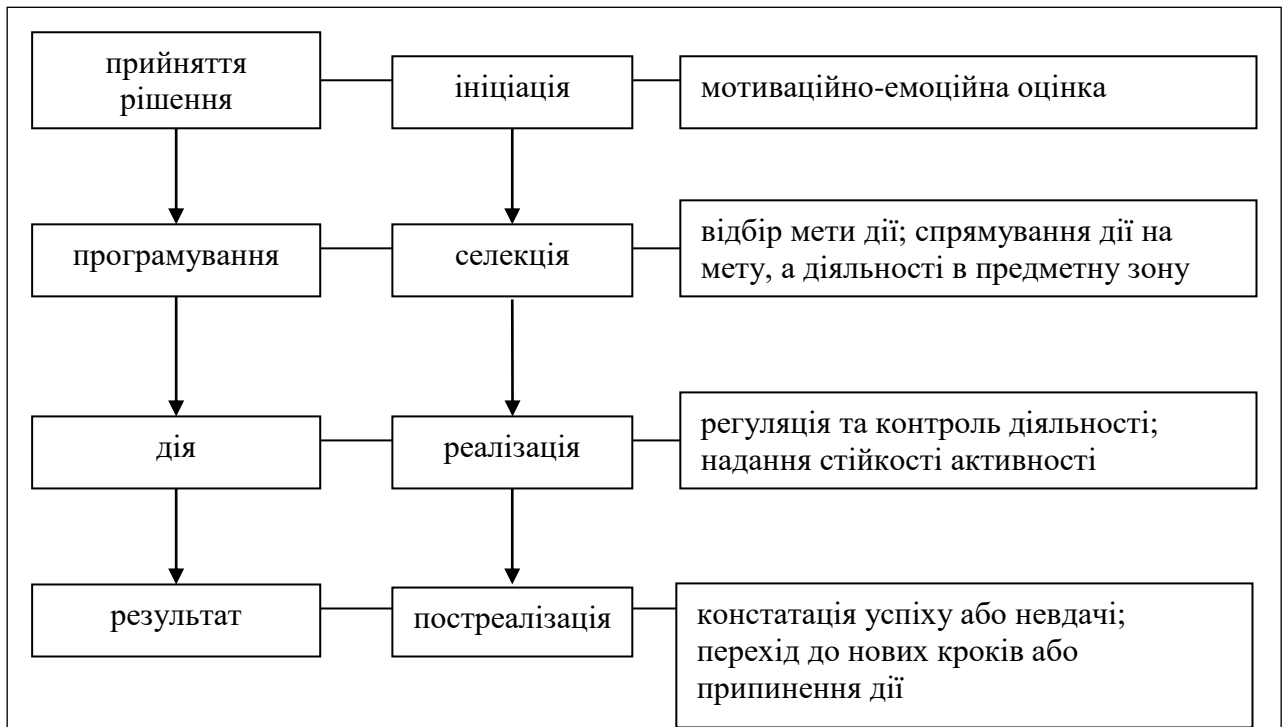 прийняття
рішення
ініціація
мотиваційно-емоційна оцінка
програмування
селекція
відбір мети дії; спрямування дії на
мету, а діяльності в предметну зону
дія
реалізація
регуляція та контроль діяльності;
надання стійкості активності
результат
постреалізація
констатація успіху або невдачі;
перехід до нових кроків або
припинення дії